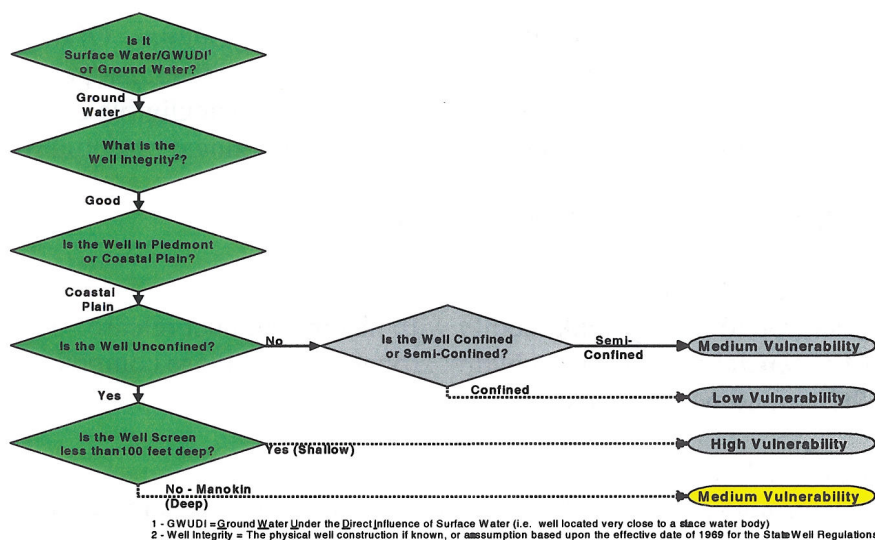 Is It
Surface Water/GWUDI¹
or Ground Water?
Ground
Water
What is the
Well Integrity²?
Good
Is the Well in Piedmont
or Coastal Plain?
Coastal
Plain
Is the Well Unconfined?
No
Is the Well Confined
or Semi-Confined?
Semi-
Confined
Medium Vulnerability
Confined
Low Vulnerability
Yes
Is the Well Screen
less than100 feet deep?
Yes (Shallow)
High Vulnerability
No - Manokin
(Deep)
Medium Vulnerability
1 - GWUDI = Ground Water Under the Direct Influence of Surface Water (i.e. well located very close to a sface water body)
2 - Well Integrity = The physical well construction if known, or assumption based upon the effective date of 1969 for the State Well Regulations